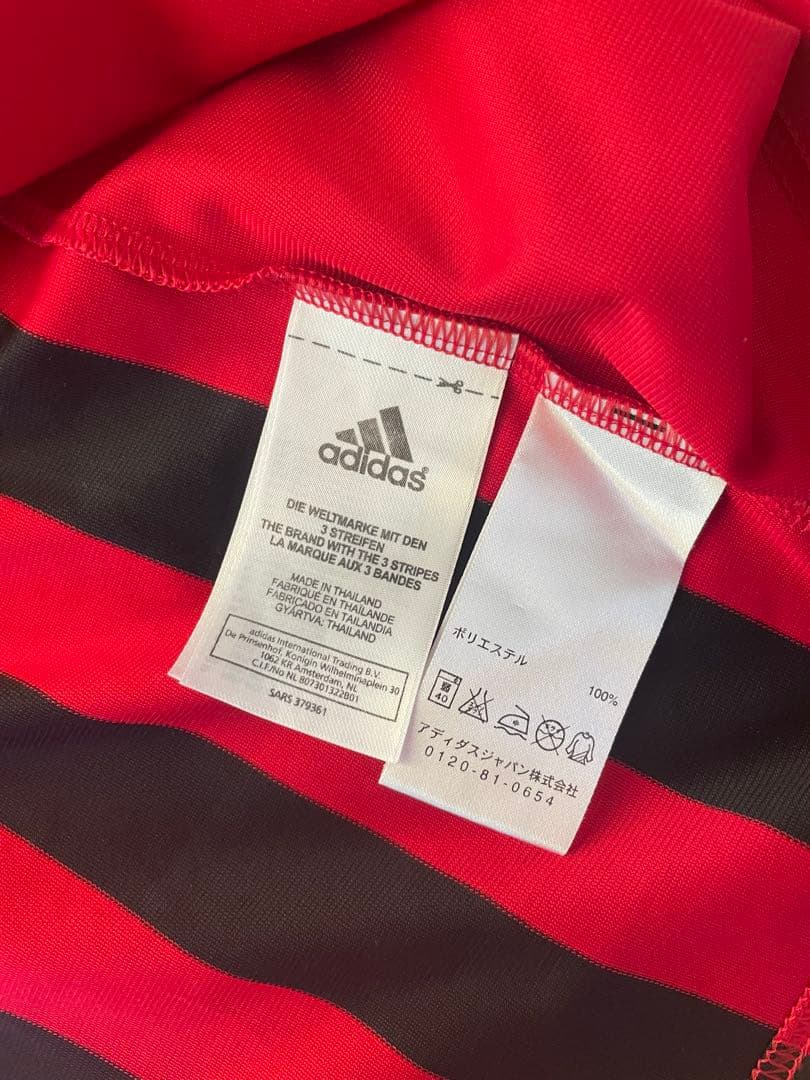 adidas®
DIE WELTMARKE MIT DEN
3 STREIFEN
THE BRAND WITH THE 3 STRIPES
LA MARQUE AUX 3 BANDES
MADE IN THAILAND
FABRIQUÉ EN THAÏLANDE
FABRICADO EN TAILANDIA
GYÁRTVA: THAILAND
adidas International Trading B.V.
De Prinsenhof, Konigin Wilhelminaplein 30
1062 KR Amsterdam, NL
C.I.F./No NL 807301322B01
SARS 379361
ポリエステル 100%
40
アディダスジャパン株式会社
0120-81-0654